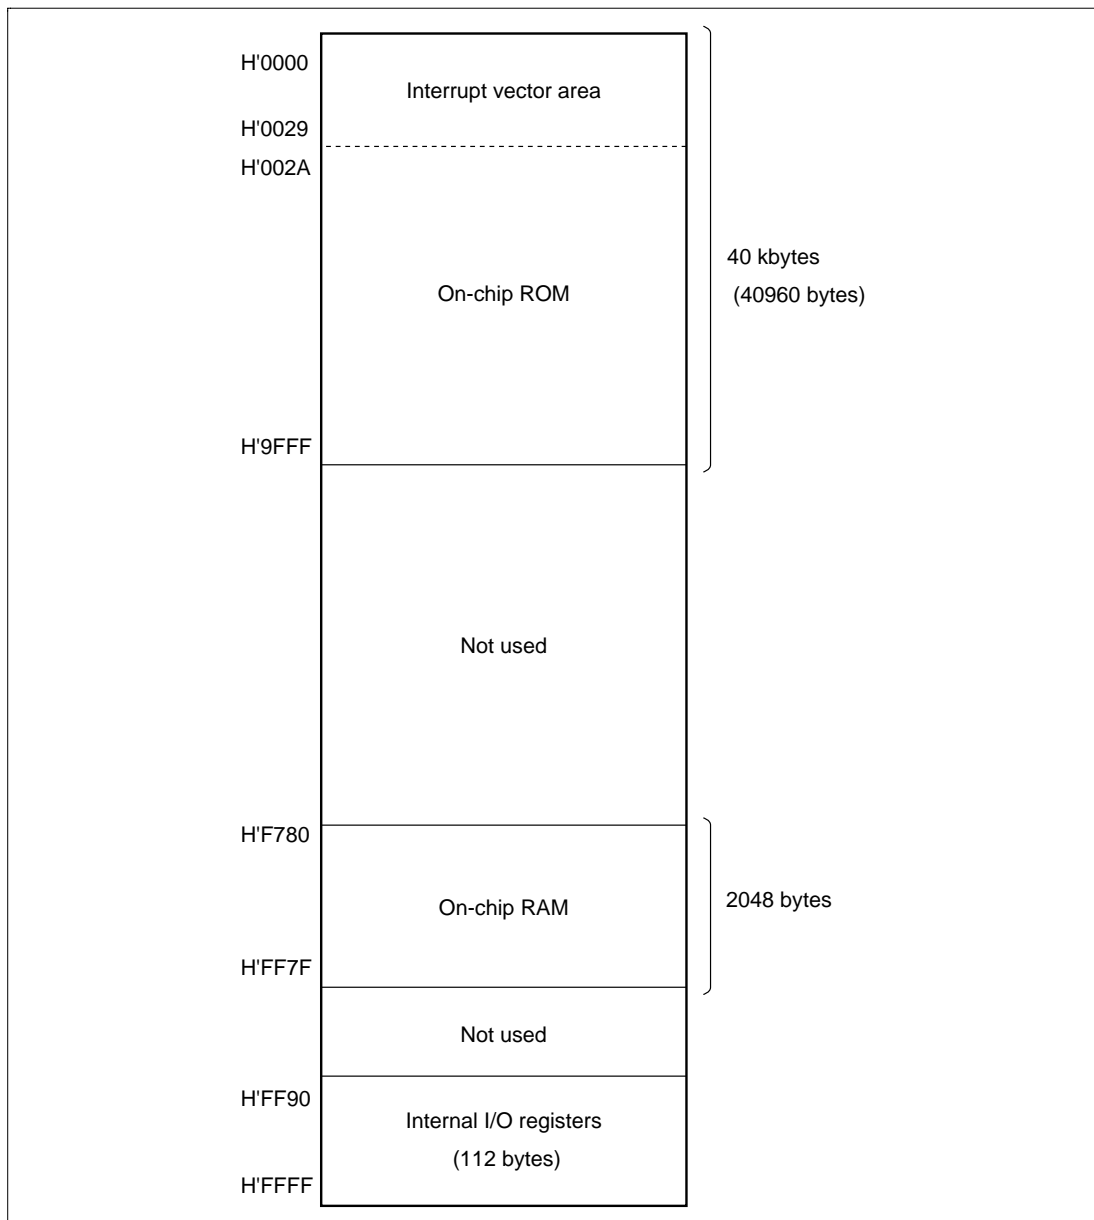 H'0000
Interrupt vector area
H'0029
H'002A
40 kbytes
On-chip ROM
(40960 bytes)
H'9FFF
Not used
H'F780
On-chip RAM
2048 bytes
H'FF7F
Not used
H'FF90
Internal I/O registers
(112 bytes)
H'FFFF